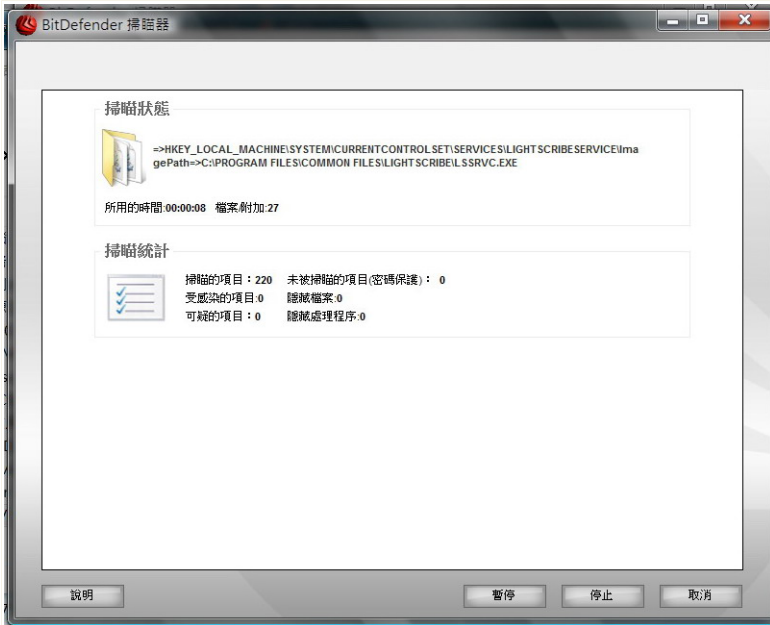 BitDefender 掃瞄器
掃瞄狀態
=>HKEY_LOCAL_MACHINE\SYSTEM\CURRENTCONTROLSET\SERVICES\LIGHTSCRIBESERVICE\Ima
gePath=>C:\PROGRAM FILES\COMMON FILES\LIGHTSCRIBE\LSSRVC.EXE
所用的時間:00:00:08 檔案/附加:27
掃瞄統計
掃瞄的項目：220 未被掃瞄的項目(密碼保護)： 0
受感染的項目:0 隱藏檔案:0
可疑的項目：0 隱藏處理程序:0
說明 暫停 停止 取消